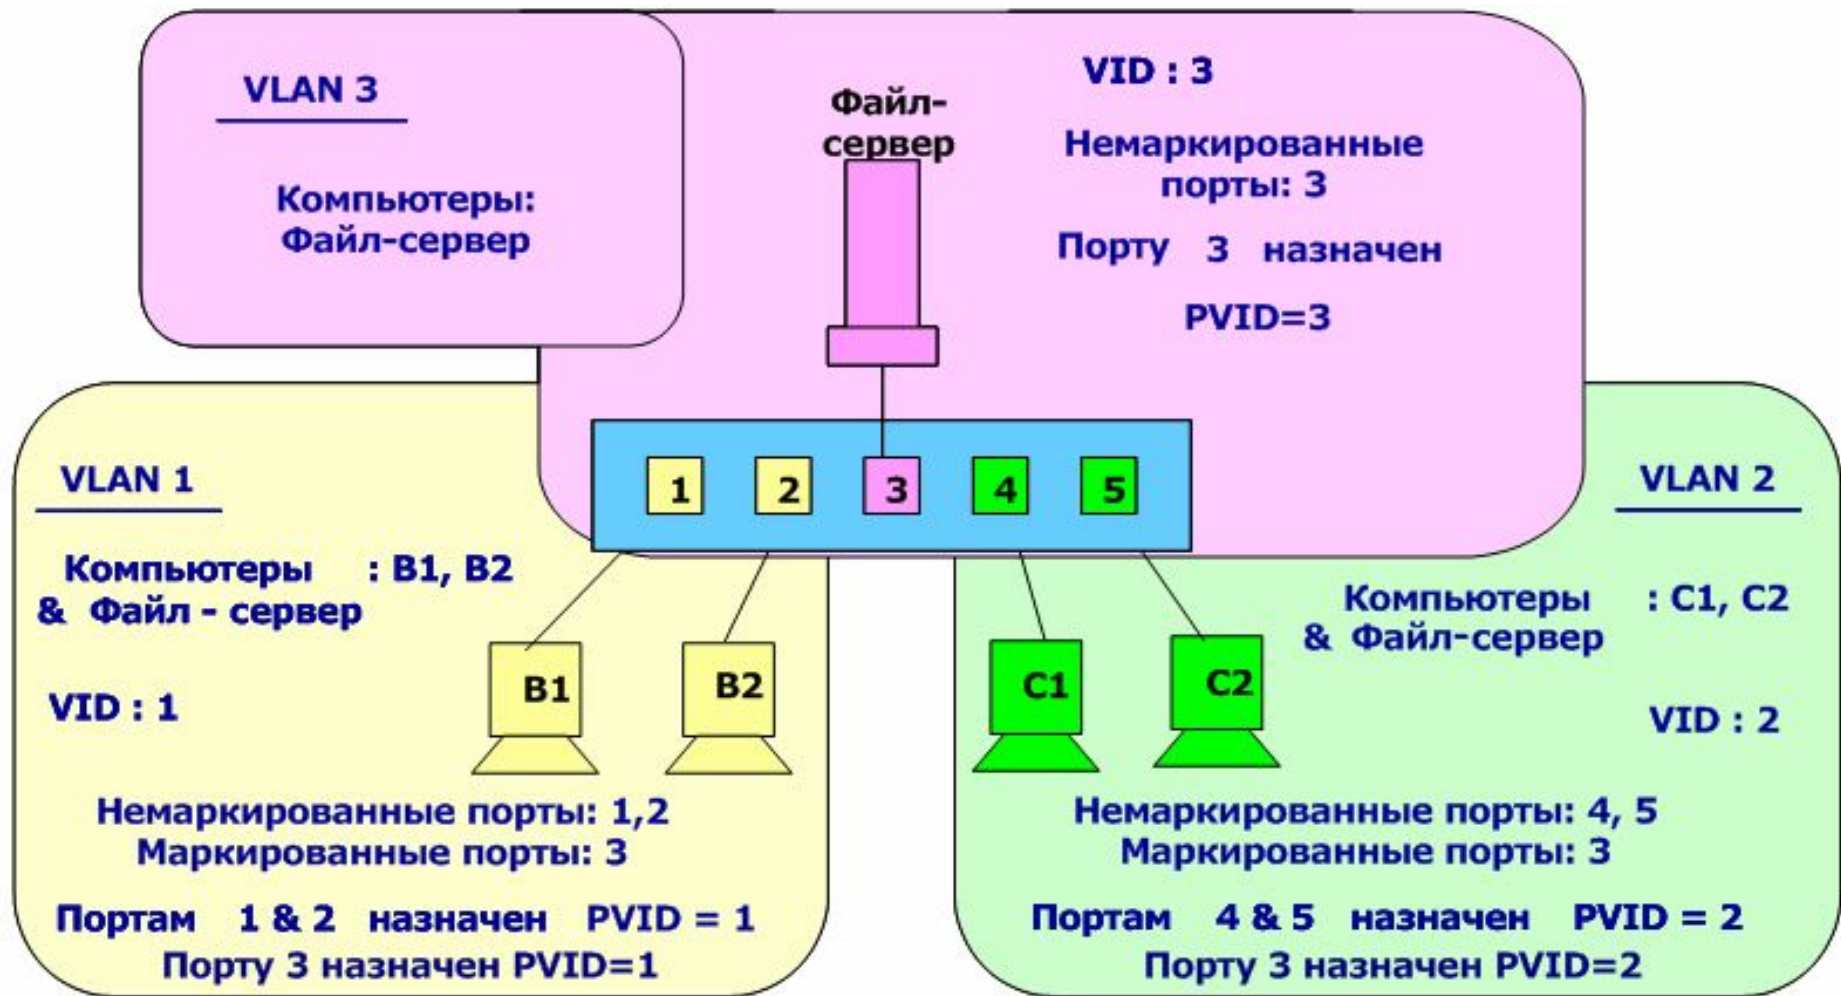 VLAN 3
Компьютеры:
Файл-сервер
Файл-
сервер
VID : 3
Немаркированные
порты: 3
Порту 3 назначен
PVID=3
1 2 3 4 5
VLAN 1
Компьютеры : B1, B2
& Файл - сервер
VID : 1
B1
B2
Немаркированные порты: 1,2
Маркированные порты: 3
Портам 1 & 2 назначен PVID = 1
Порту 3 назначен PVID=1
VLAN 2
Компьютеры : C1, C2
& Файл-сервер
C1
C2
VID : 2
Немаркированные порты: 4, 5
Маркированные порты: 3
Портам 4 & 5 назначен PVID = 2
Порту 3 назначен PVID=2